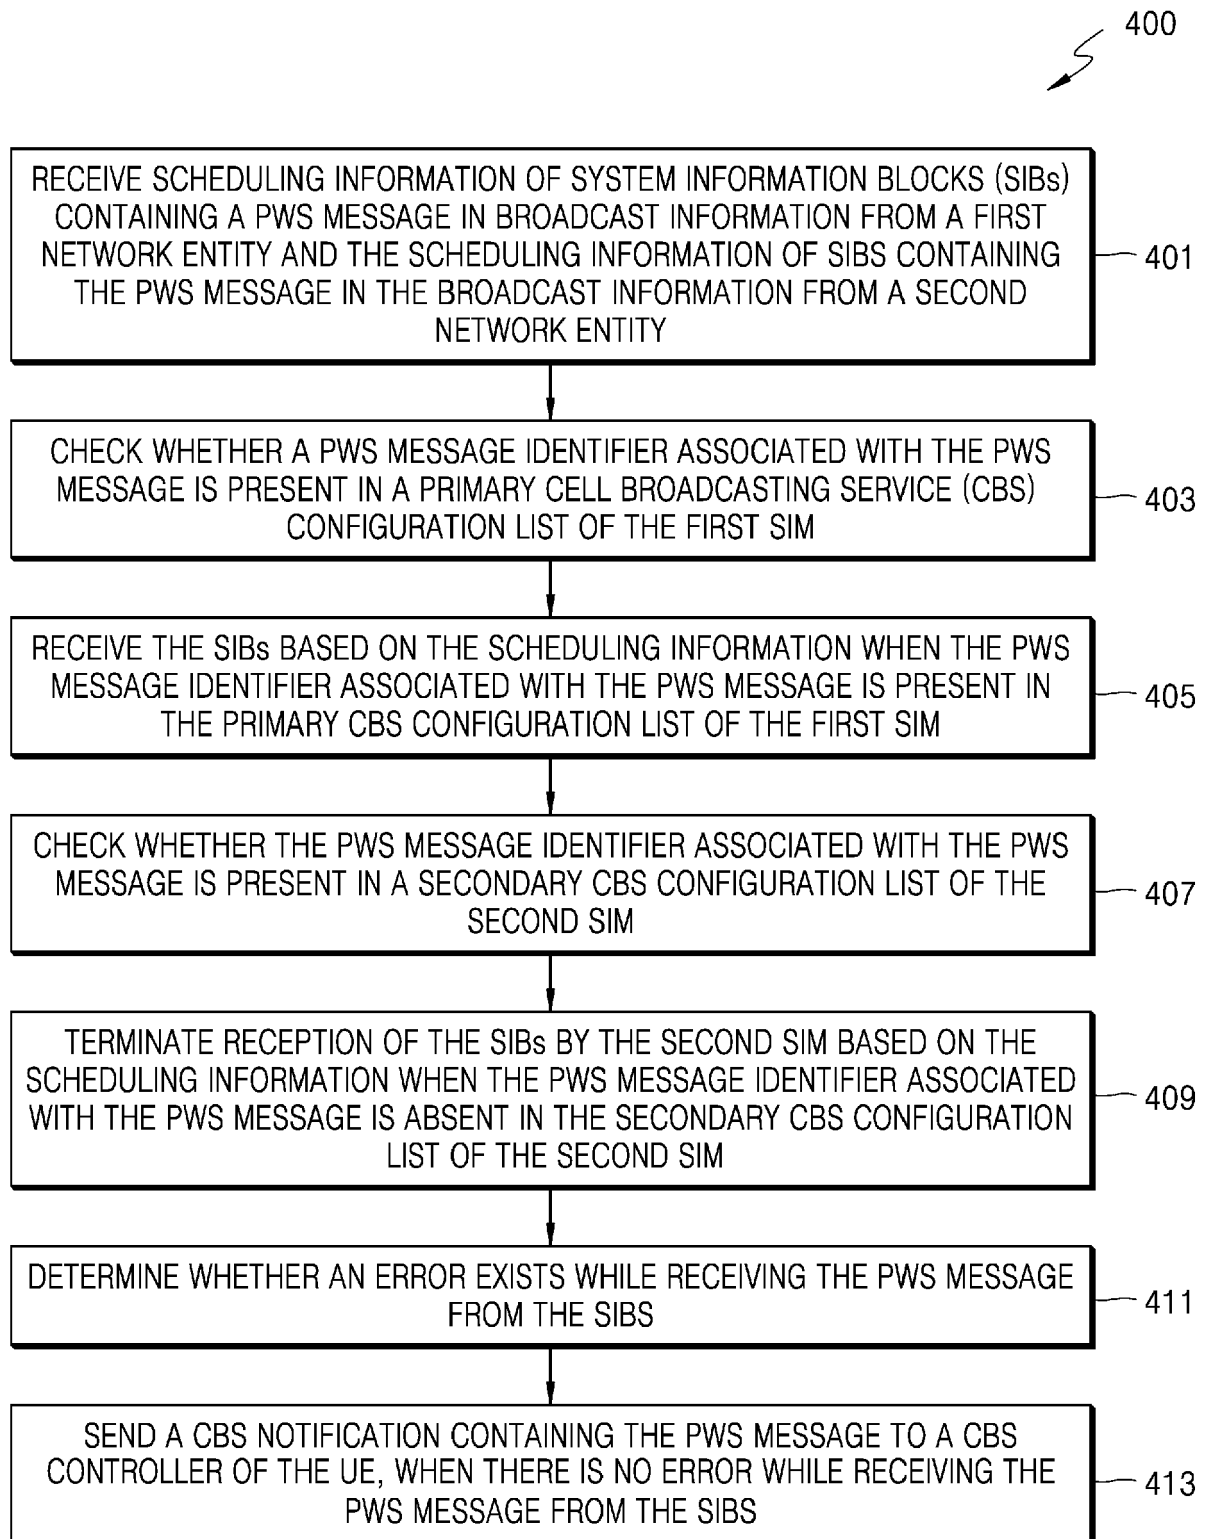 400
RECEIVE SCHEDULING INFORMATION OF SYSTEM INFORMATION BLOCKS (SIBs)
CONTAINING A PWS MESSAGE IN BROADCAST INFORMATION FROM A FIRST
NETWORK ENTITY AND THE SCHEDULING INFORMATION OF SIBS CONTAINING
THE PWS MESSAGE IN THE BROADCAST INFORMATION FROM A SECOND
NETWORK ENTITY
401
CHECK WHETHER A PWS MESSAGE IDENTIFIER ASSOCIATED WITH THE PWS
MESSAGE IS PRESENT IN A PRIMARY CELL BROADCASTING SERVICE (CBS)
CONFIGURATION LIST OF THE FIRST SIM
403
RECEIVE THE SIBs BASED ON THE SCHEDULING INFORMATION WHEN THE PWS
MESSAGE IDENTIFIER ASSOCIATED WITH THE PWS MESSAGE IS PRESENT IN
THE PRIMARY CBS CONFIGURATION LIST OF THE FIRST SIM
405
CHECK WHETHER THE PWS MESSAGE IDENTIFIER ASSOCIATED WITH THE PWS
MESSAGE IS PRESENT IN A SECONDARY CBS CONFIGURATION LIST OF THE
SECOND SIM
407
TERMINATE RECEPTION OF THE SIBs BY THE SECOND SIM BASED ON THE
SCHEDULING INFORMATION WHEN THE PWS MESSAGE IDENTIFIER ASSOCIATED
WITH THE PWS MESSAGE IS ABSENT IN THE SECONDARY CBS CONFIGURATION
LIST OF THE SECOND SIM
409
DETERMINE WHETHER AN ERROR EXISTS WHILE RECEIVING THE PWS MESSAGE
FROM THE SIBS
411
SEND A CBS NOTIFICATION CONTAINING THE PWS MESSAGE TO A CBS
CONTROLLER OF THE UE, WHEN THERE IS NO ERROR WHILE RECEIVING THE
PWS MESSAGE FROM THE SIBS
413